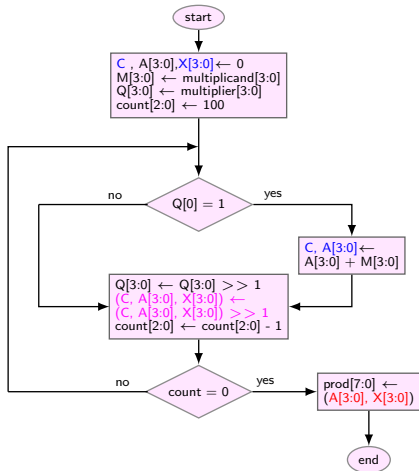 start
C , A[3:0],X[3:0]← 0
M[3:0] ← multiplicand[3:0]
Q[3:0] ← multiplier[3:0]
count[2:0] ← 100
no
Q[0] = 1
yes
C, A[3:0]←
A[3:0] + M[3:0]
Q[3:0] ← Q[3:0] >> 1
(C, A[3:0], X[3:0]) ←
(C, A[3:0], X[3:0]) >> 1
count[2:0] ← count[2:0] - 1
no
count = 0
yes
prod[7:0] ←
(A[3:0], X[3:0])
end